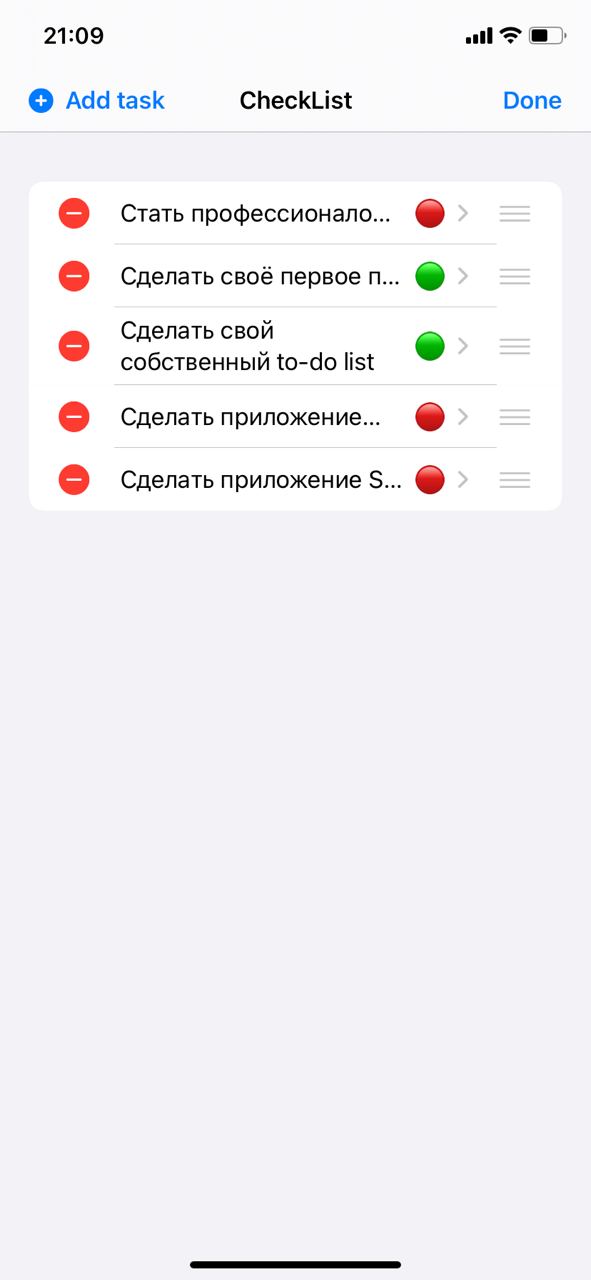 21:09
Add task
CheckList
Done
Стать профессионало...
Сделать своё первое п...
Сделать свой
собственный to-do list
Сделать приложение...
Сделать приложение S...